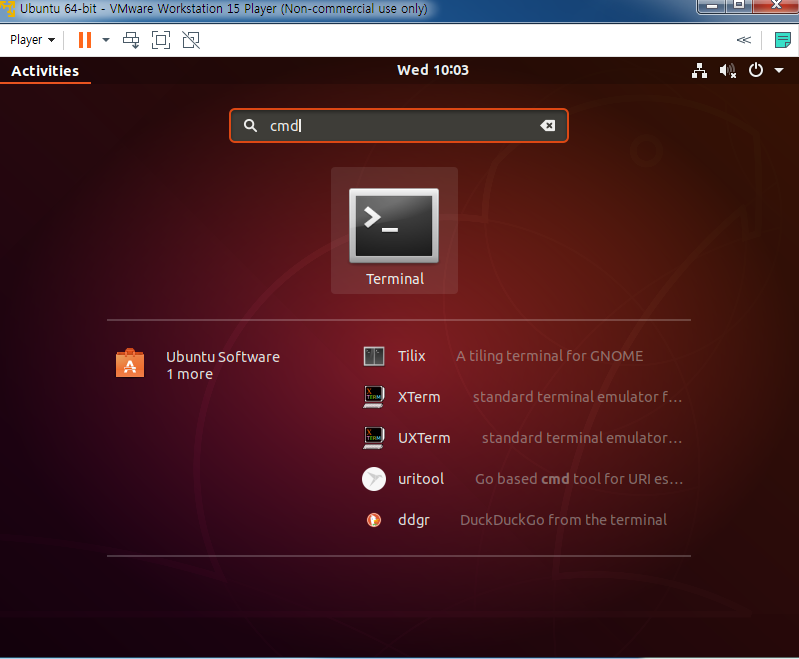 Ubuntu 64-bit - VMware Workstation 15 Player (Non-commercial use only)
Player
Activities
Wed 10:03
cmd
Terminal
Ubuntu Software
1 more
Tilix A tiling terminal for GNOME
XTerm standard terminal emulator f…
UXTerm standard terminal emulator…
uritool Go based cmd tool for URI es…
ddgr DuckDuckGo from the terminal